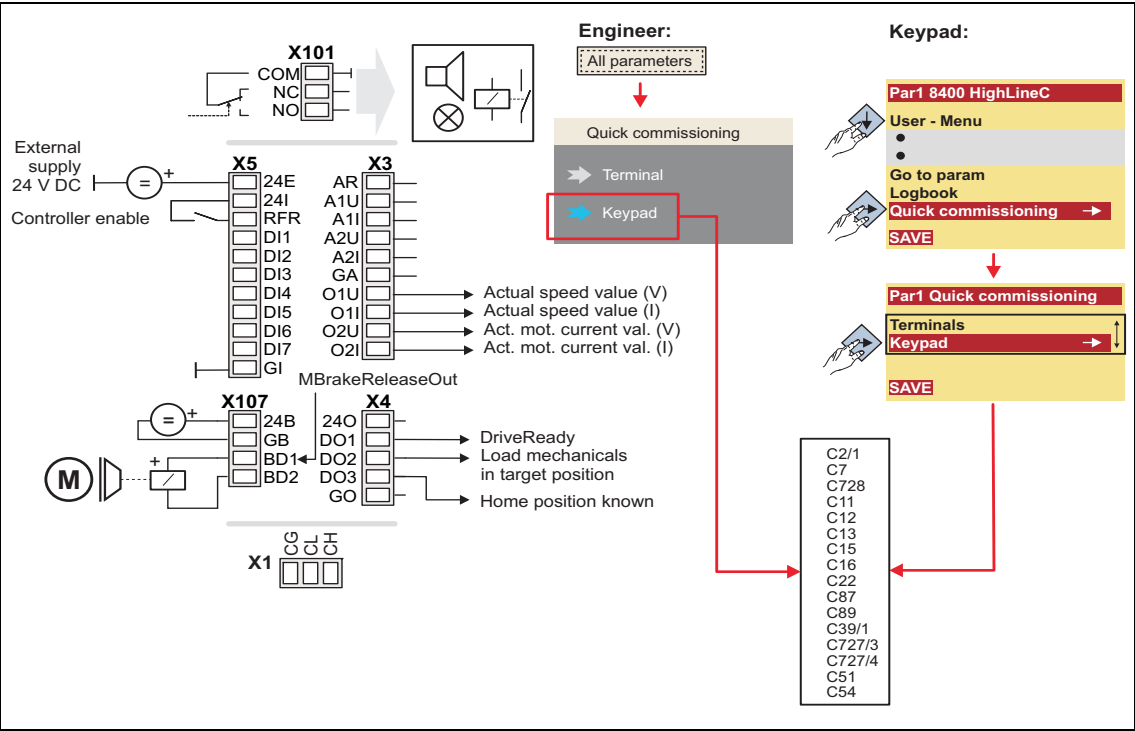 X101
COM
NC
NO
External
supply
24 V DC
=
+
Controller enable
X5
24E
24I
RFR
DI1
DI2
DI3
DI4
DI5
DI6
DI7
GI
X3
AR
A1U
A1I
A2U
A2I
GA
O1U
O1I
O2U
O2I
Actual speed value (V)
Actual speed value (I)
Act. mot. current val. (V)
Act. mot. current val. (I)
MBrakeReleaseOut
X107
=
+
24B
GB
BD1
BD2
M
+
X4
24O
DO1
DO2
DO3
GO
DriveReady
Load mechanicals
in target position
Home position known
X1
CG
CL
CH
Engineer:
All parameters
Quick commissioning
Terminal
Keypad
Keypad:
Par1 8400 HighLineC
User - Menu
Go to param
Logbook
Quick commissioning
SAVE
Par1 Quick commissioning
Terminals
Keypad
SAVE
C2/1
C7
C728
C11
C12
C13
C15
C16
C22
C87
C89
C39/1
C727/3
C727/4
C51
C54